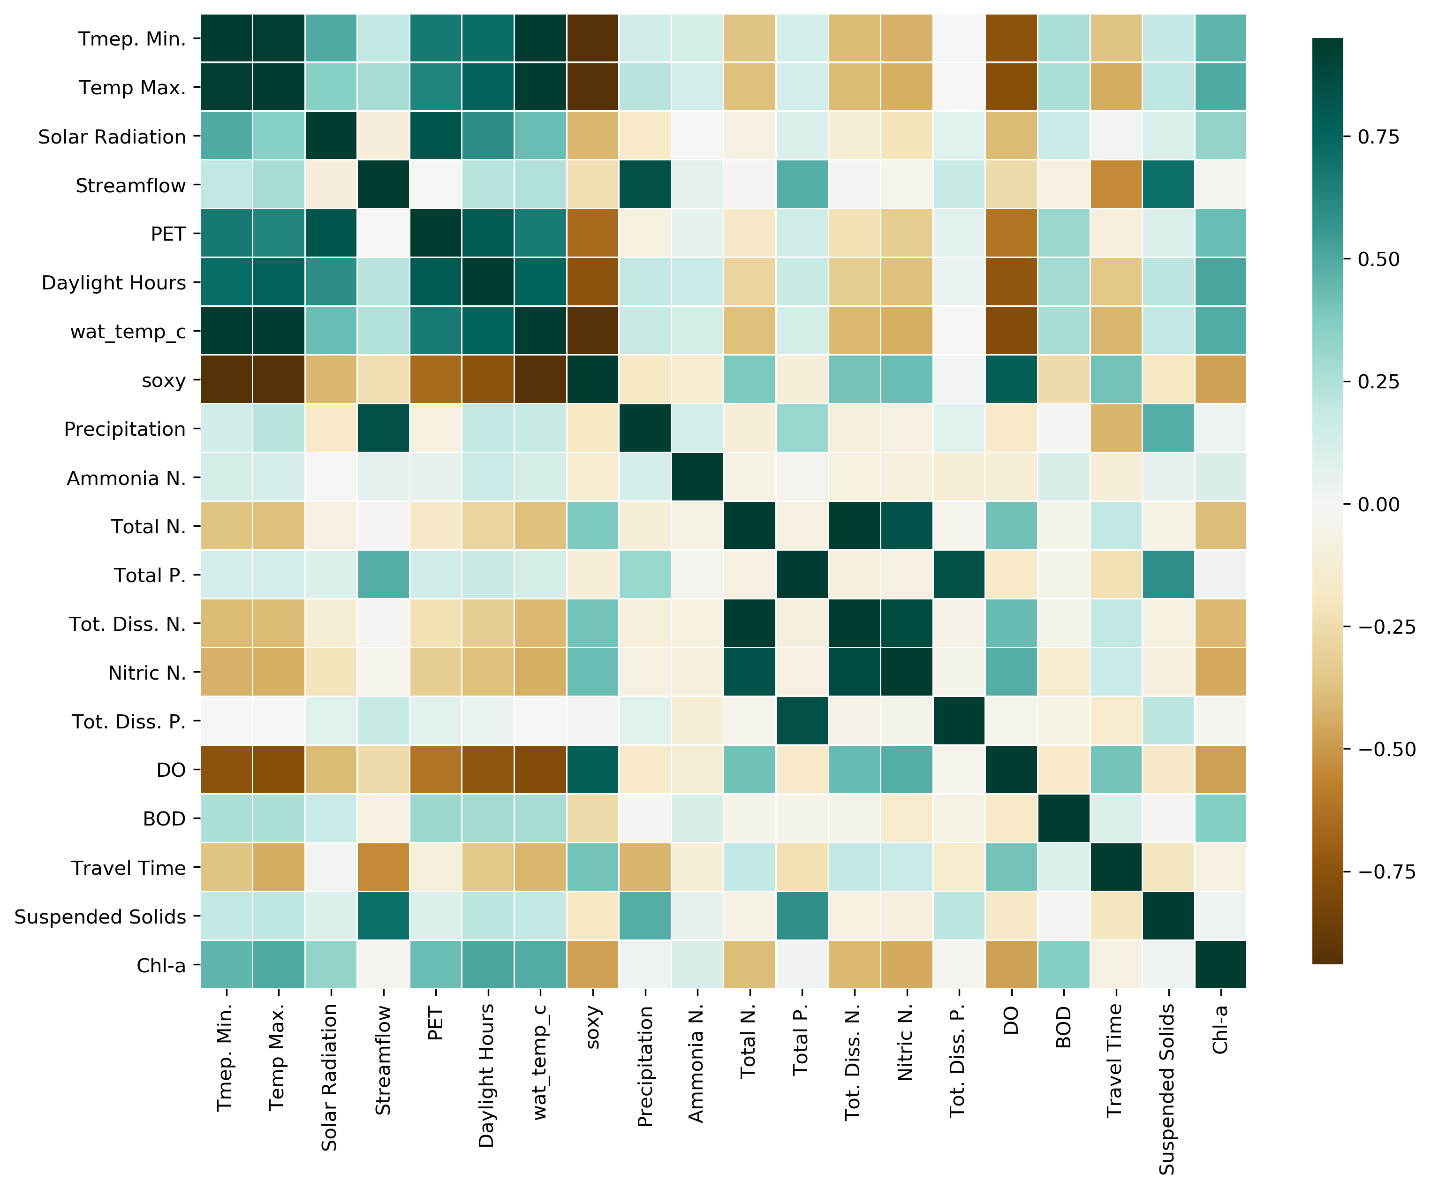 Tmep. Min.
Temp Max.
Solar Radiation
Streamflow
PET
Daylight Hours
wat_temp_c
soxy
Precipitation
Ammonia N.
Total N.
Total P.
Tot. Diss. N.
Nitric N.
Tot. Diss. P.
DO
BOD
Travel Time
Suspended Solids
Chl-a
Tmep. Min.
Temp Max.
Solar Radiation
Streamflow
PET
Daylight Hours
wat_temp_c
soxy
Precipitation
Ammonia N.
Total N.
Total P.
Tot. Diss. N.
Nitric N.
Tot. Diss. P.
DO
BOD
Travel Time
Suspended Solids
Chl-a
0.75
0.50
0.25
0.00
−0.25
−0.50
−0.75